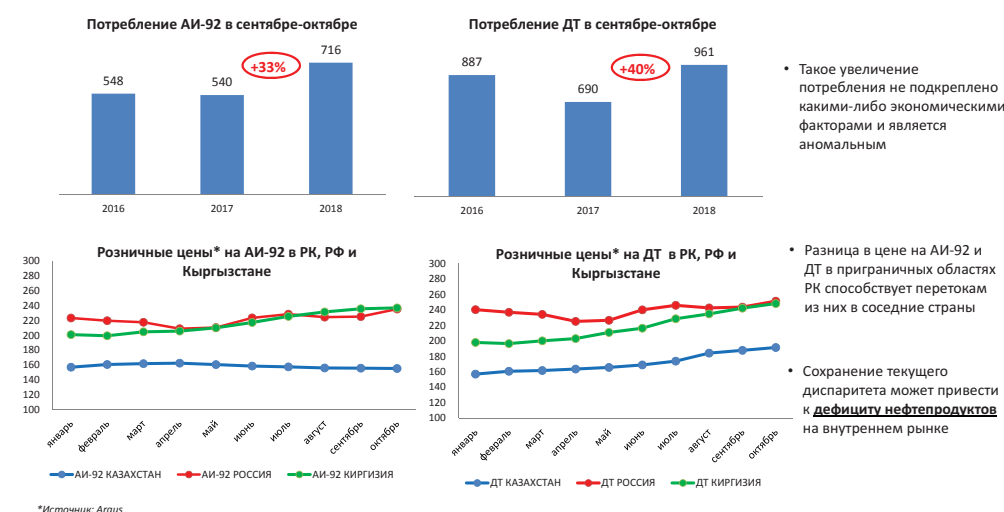 Потребление АИ-92 в сентябре-октябре
548
540
+33%
716
2016
2017
2018
Потребление ДТ в сентябре-октябре
887
690
+40%
961
2016
2017
2018
• Такое увеличение
потребления не подкреплено
какими-либо экономическими
факторами и является
аномальным
Розничные цены* на АИ-92 в РК, РФ и
Кыргызстане
300
280
260
240
220
200
180
160
140
120
100
январь
февраль
март
апрель
май
июнь
июль
август
сентябрь
октябрь
АИ-92 КАЗАХСТАН
АИ-92 РОССИЯ
АИ-92 КИРГИЗИЯ
Розничные цены* на ДТ в РК, РФ и
Кыргызстане
300
280
260
240
220
200
180
160
140
120
100
январь
февраль
март
апрель
май
июнь
июль
август
сентябрь
октябрь
ДТ КАЗАХСТАН
ДТ РОССИЯ
ДТ КИРГИЗИЯ
• Разница в цене на АИ-92 и
ДТ в приграничных областях
РК способствует перетокам
из них в соседние страны
• Сохранение текущего
диспаритета может привести
к дефициту нефтепродуктов
на внутреннем рынке
*Источник: Argus